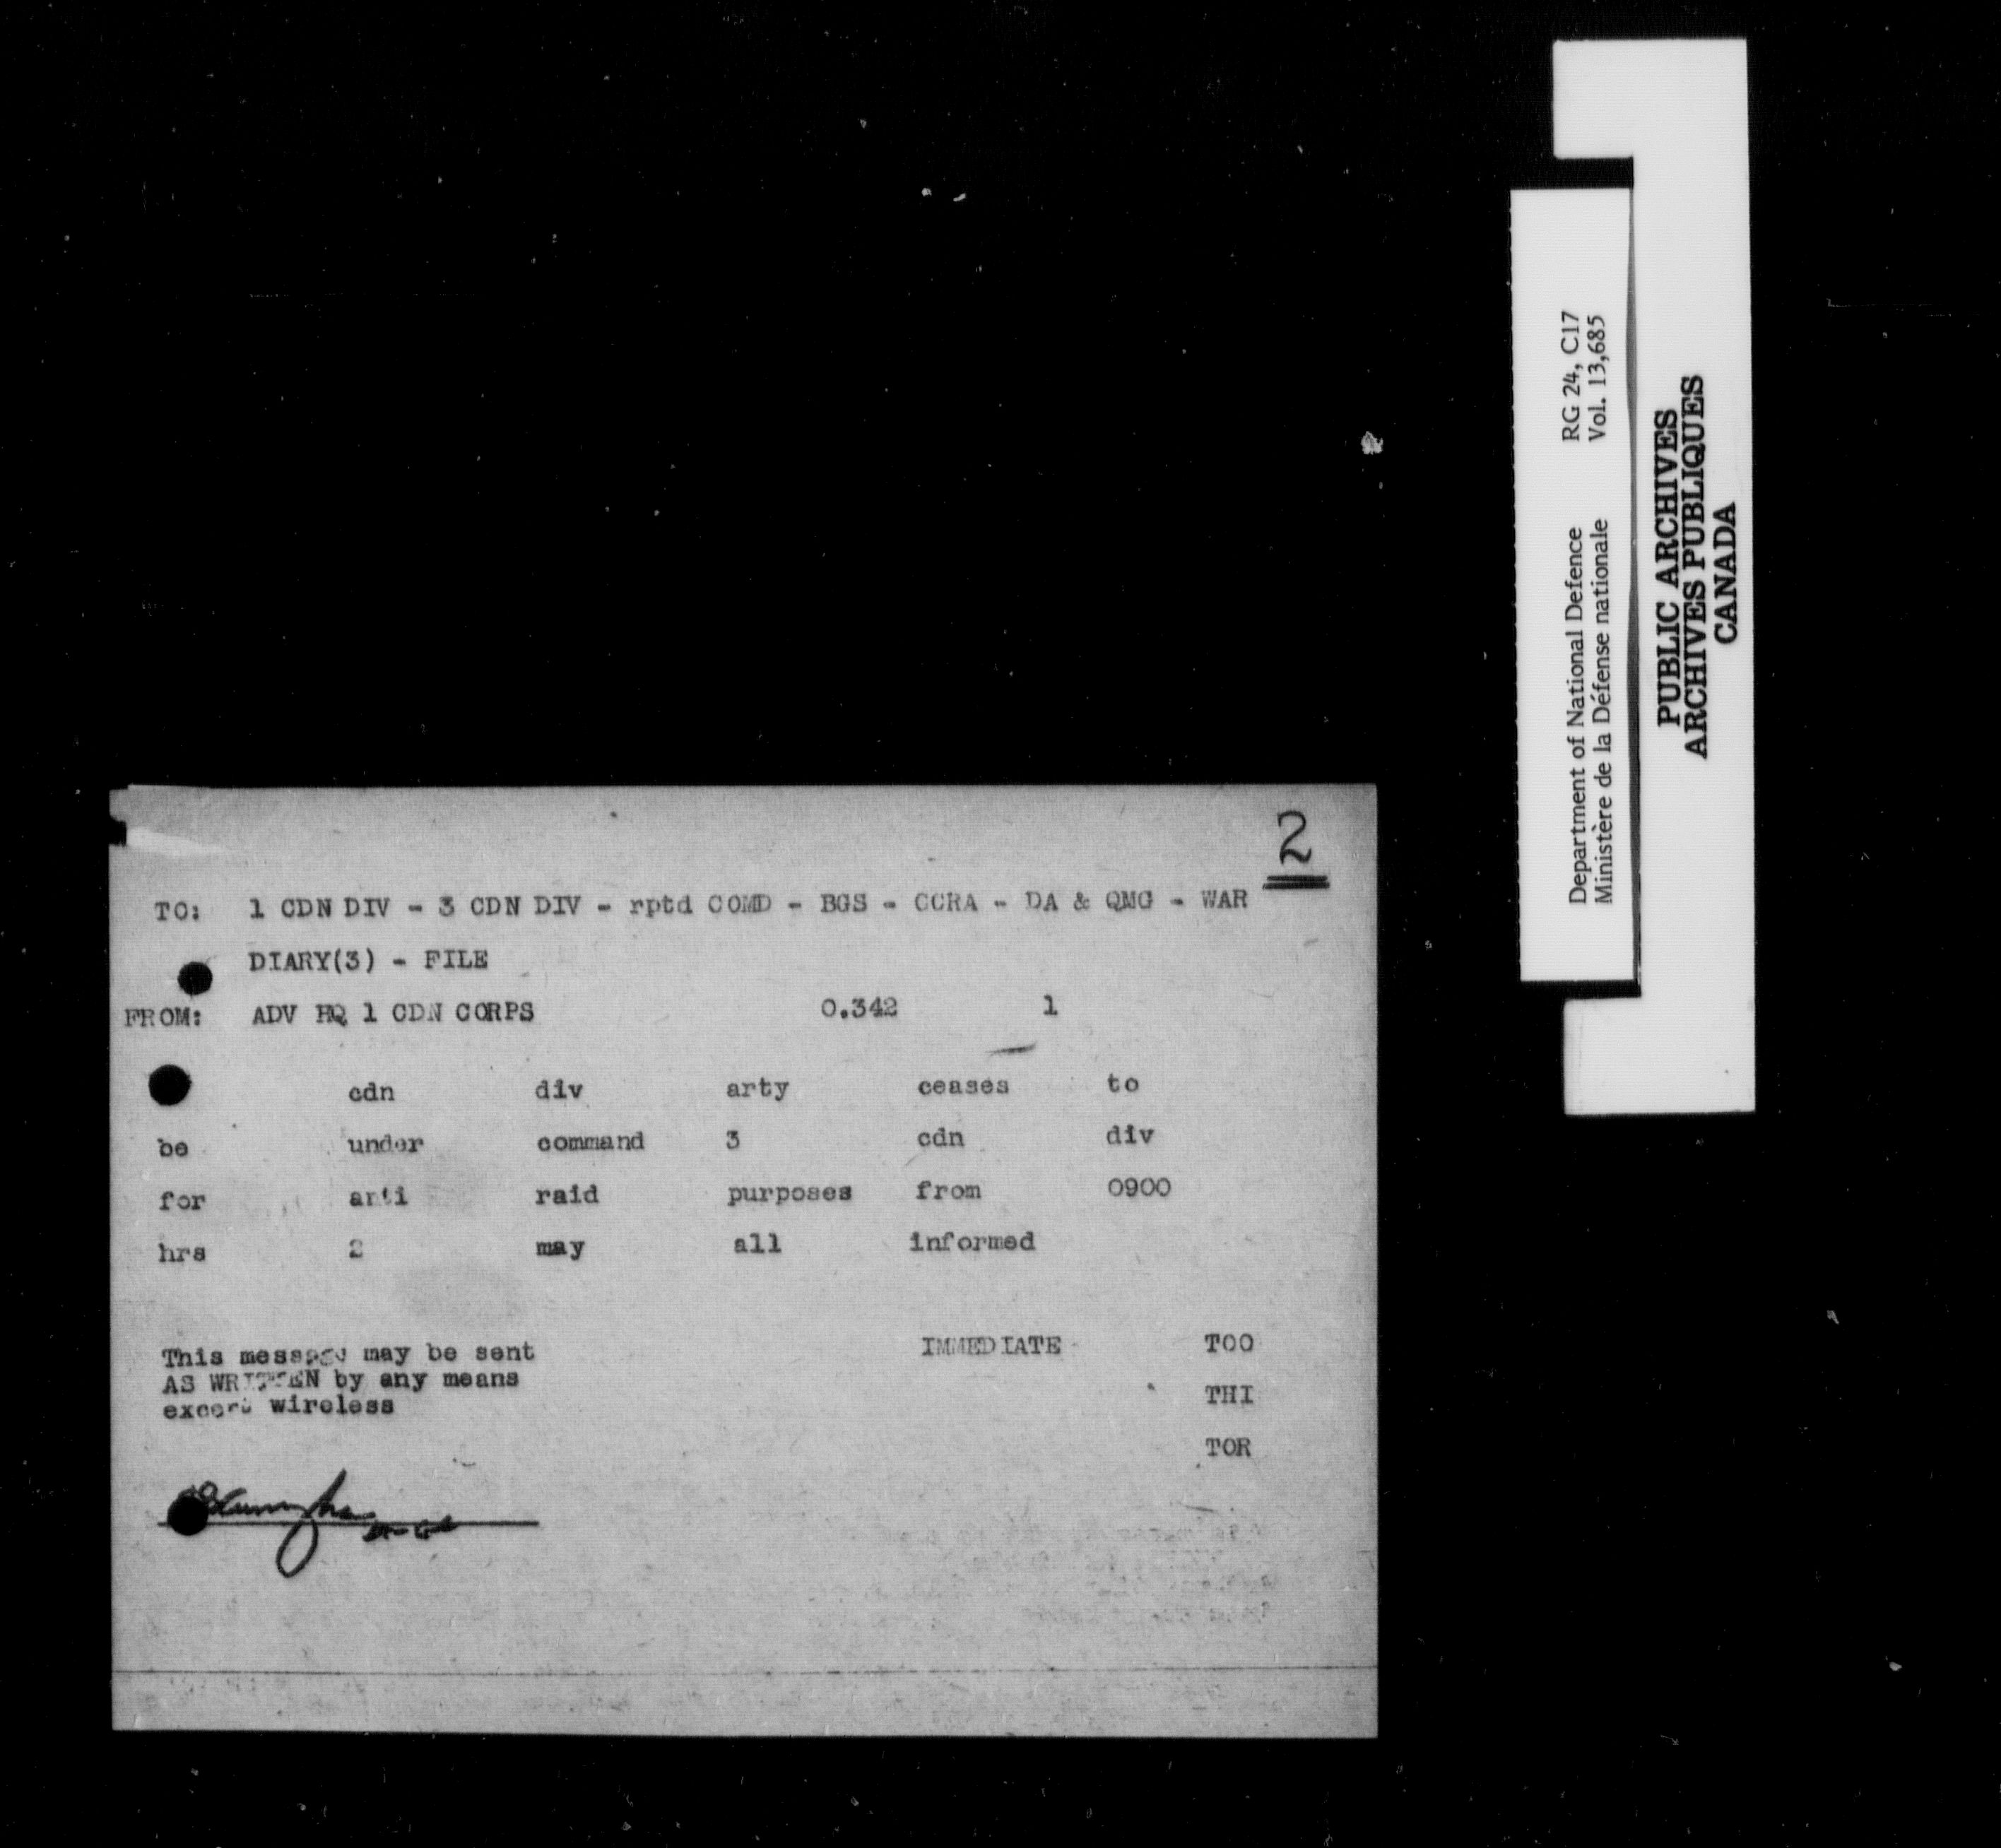 2
TO: 1 CDN DIV - 3 CDN DIV - rptd COMD - BGS - CCRA - DA & QMG - WAR
DIARY(3) - FILE
FROM: ADV HQ 1 CDN CORPS 0.342 1
cdn div arty ceases to
be under command 3 cdn div
for anti raid purposes from 0900
hrs 2 may all informed
This message may be sent
AS WRITTEN by any means
except wireless
IMMEDIATE TOO
THI
TOR
Department of National Defence RG 24, C17
Ministère de la Défense nationale Vol. 13,685
PUBLIC ARCHIVES
ARCHIVES PUBLIQUES
CANADA